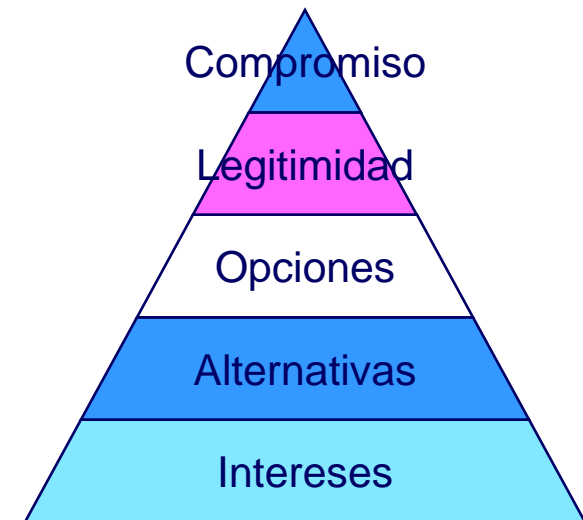 Compromiso
Legitimidad
Opciones
Alternativas
Intereses